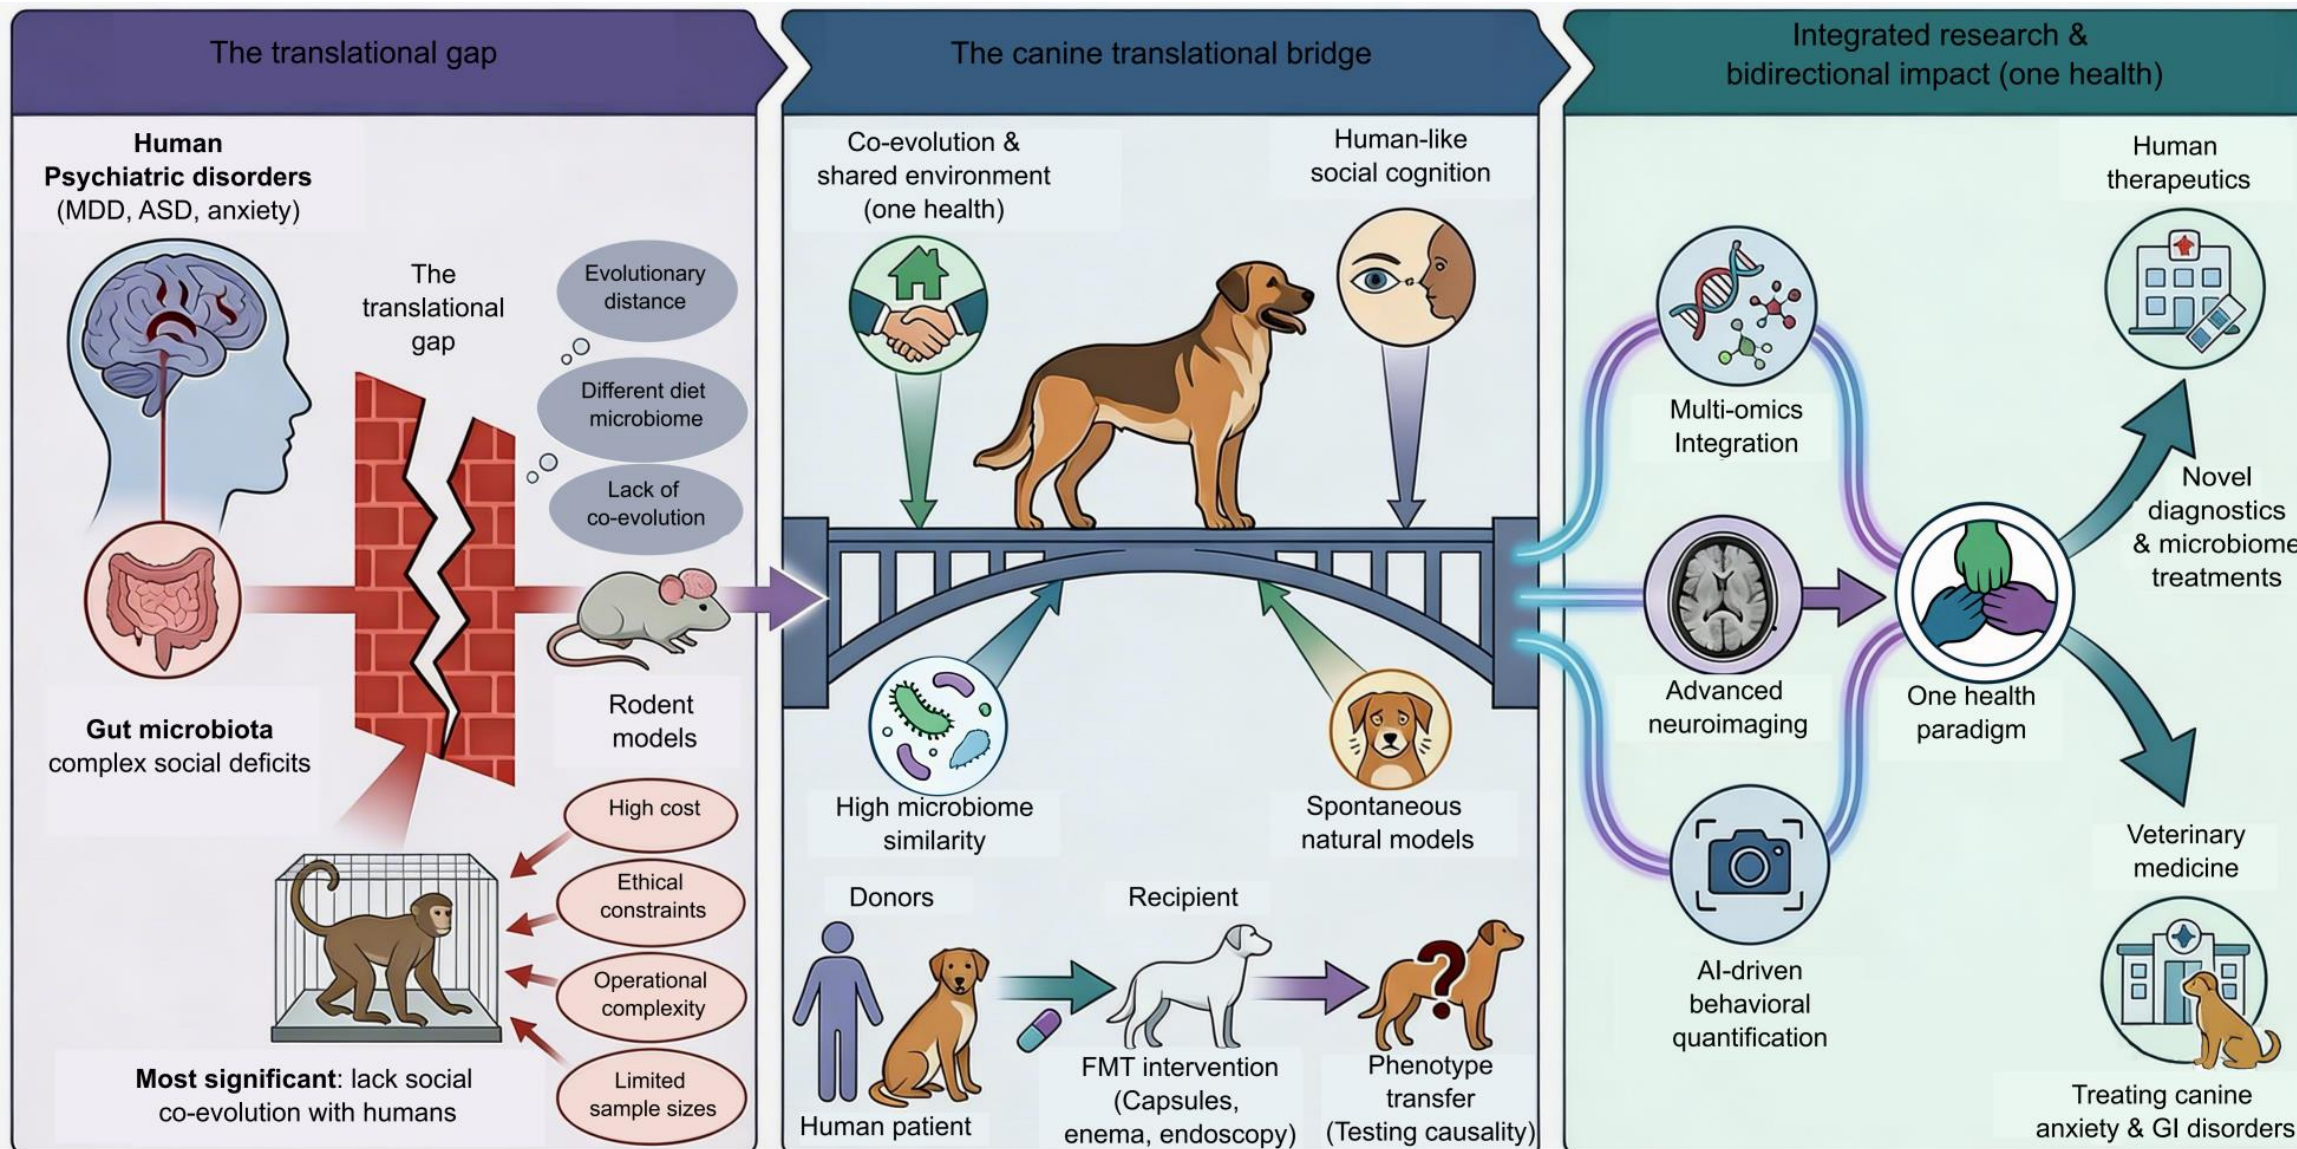 The translational gap
Human
Psychiatric disorders
(MDD, ASD, anxiety)
The
translational
gap
Evolutionary
distance
Different diet
microbiome
Lack of
co-evolution
Gut microbiota
complex social deficits
Rodent
models
High cost
Ethical
constraints
Operational
complexity
Limited
sample sizes
Most significant: lack social
co-evolution with humans
The canine translational bridge
Co-evolution &
shared environment
(one health)
Human-like
social cognition
High microbiome
similarity
Spontaneous
natural models
Donors
Human patient
Recipient
FMT intervention
(Capsules,
enema, endoscopy)
Phenotype
transfer
(Testing causality)
Integrated research &
bidirectional impact (one health)
Multi-omics
Integration
Advanced
neuroimaging
AI-driven
behavioral
quantification
One health
paradigm
Human
therapeutics
Novel
diagnostics
& microbiome
treatments
Veterinary
medicine
Treating canine
anxiety & GI disorders